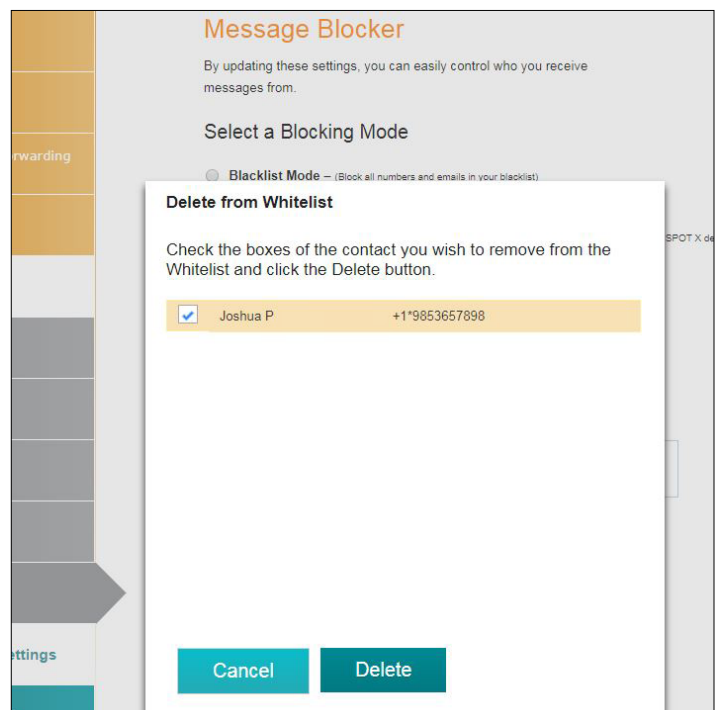 Message Blocker
By updating these settings, you can easily control who you receive
messages from.
Select a Blocking Mode
rwarding
Blacklist Mode – (Block all numbers and emails in your blacklist)
Delete from Whitelist
SPOT X de
Check the boxes of the contact you wish to remove from the
Whitelist and click the Delete button.
Joshua P +1*9853657898
ettings
Cancel Delete